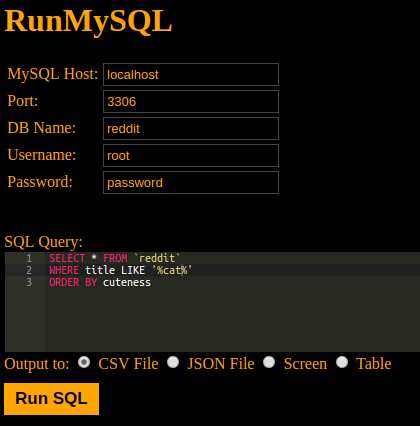 RunMySQL
MySQL Host: localhost
Port: 3306
DB Name: reddit
Username: root
Password: password
SQL Query:
1 SELECT * FROM `reddit`
2 WHERE title LIKE '%cat%'
3 ORDER BY cuteness
Output to: CSV File JSON File Screen Table
Run SQL